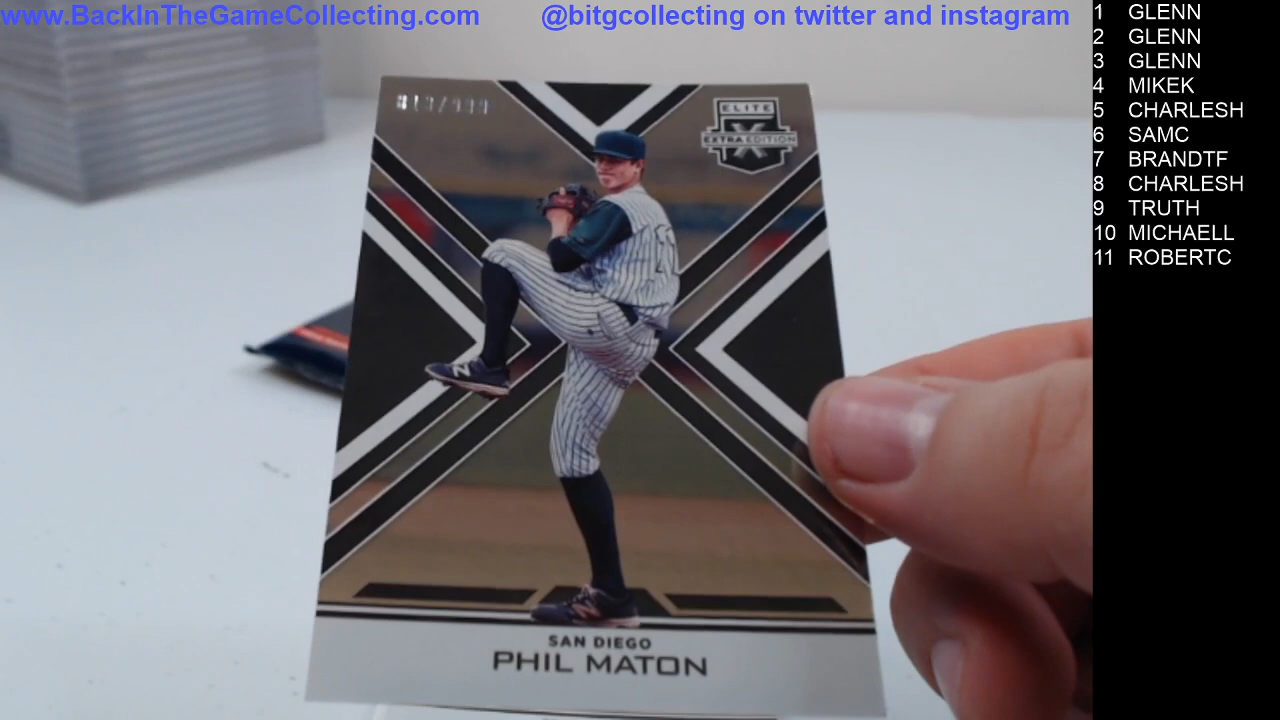 www.BackInTheGameCollecting.com @bitgcollecting on twitter and instagram
1 GLENN
2 GLENN
3 GLENN
4 MIKEK
5 CHARLESH
6 SAMC
7 BRANDTF
8 CHARLESH
9 TRUTH
10 MICHAELL
11 ROBERTC
ELITE
EXTRA EDITION
X
SAN DIEGO
PHIL MATON